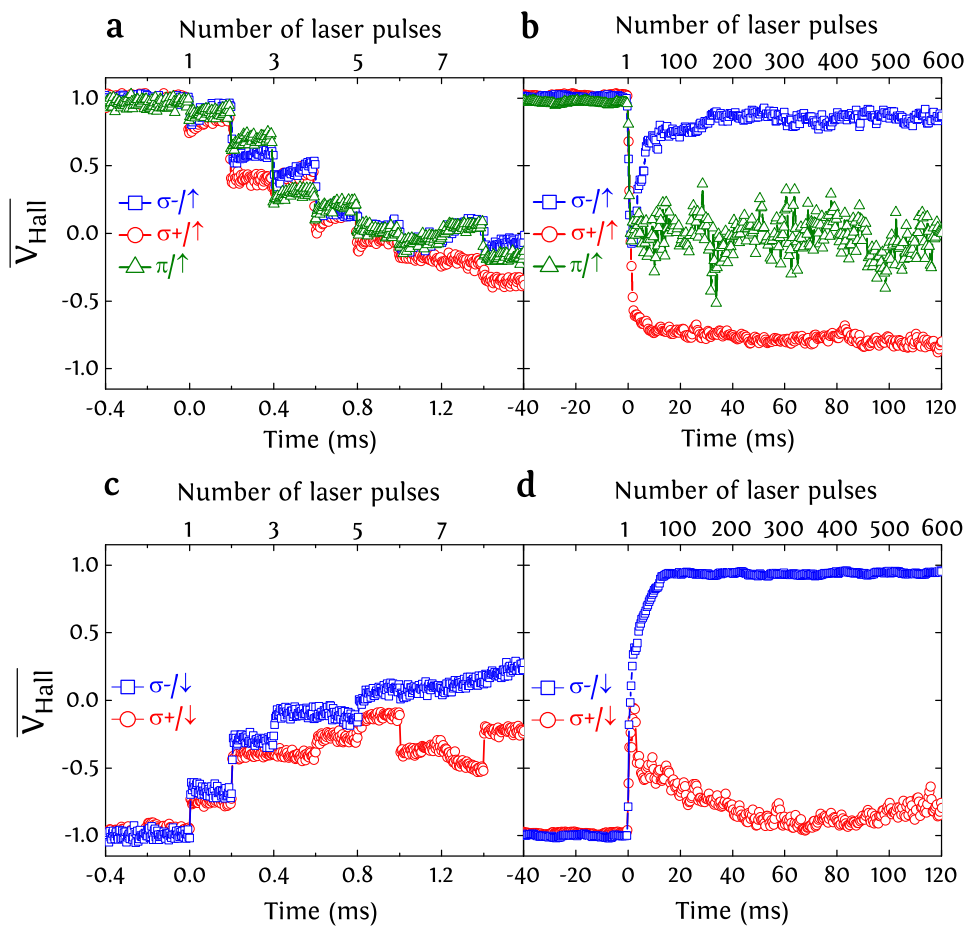 a Number of laser pulses
1 3 5 7
1.0
0.5
0.0
-0.5
-1.0
V̅Hall
σ-/↑
σ+/↑
π/↑
-0.4 0.0 0.4 0.8 1.2
Time (ms)
b Number of laser pulses
1 100 200 300 400 500 600
σ-/↑
σ+/↑
π/↑
-40 -20 0 20 40 60 80 100 120
Time (ms)
c Number of laser pulses
1 3 5 7
1.0
0.5
0.0
-0.5
-1.0
V̅Hall
σ-/↓
σ+/↓
-0.4 0.0 0.4 0.8 1.2
Time (ms)
d Number of laser pulses
1 100 200 300 400 500 600
σ-/↓
σ+/↓
-40 -20 0 20 40 60 80 100 120
Time (ms)